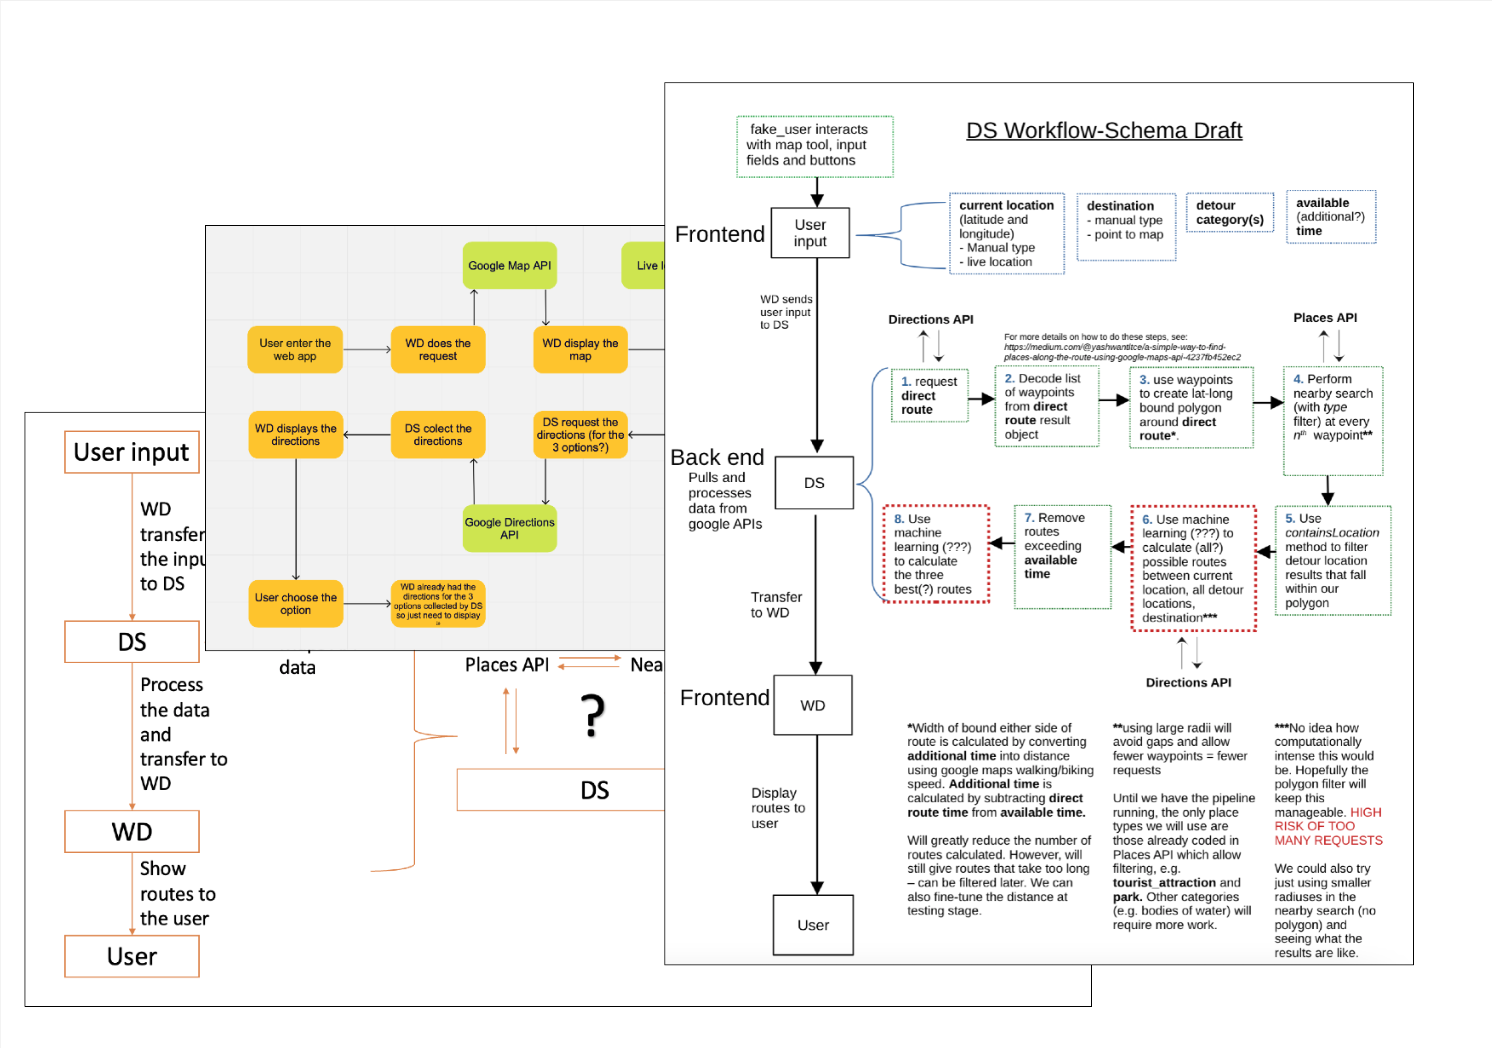 User input
WD
transfer
the inpu
to DS
DS
Process
the data
and
transfer to
WD
WD
Show
routes to
the user
User
data
Places API
Nea
?
DS
Google Map API
Live l
User enter the
web app
WD does the
request
WD display the
map
WD displays the
directions
DS colect the
directions
DS request the
directions (for the
3 options?)
Google Directions
API
User choose the
option
WD already had the
directions for the 3
options collected by DS
so just need to display
DS Workflow-Schema Draft
fake_user interacts
with map tool, input
fields and buttons
Frontend
User
input
current location
(latitude and
longitude)
- Manual type
- live location
destination
- manual type
- point to map
detour
category(s)
available
(additional?)
time
WD sends
user input
to DS
Directions API
For more details on how to do these steps, see:
https://medium.com/@yashwantitce/a-simple-way-to-find-
places-along-the-route-using-google-maps-api-4237fb452ec2
Places API
1. request
direct
route
2. Decode list
of waypoints
from direct
route result
object
3. use waypoints
to create lat-long
bound polygon
around direct
route*.
4. Perform
nearby search
(with type
filter) at every
nth waypoint**
Back end
Pulls and
processes
data from
google APIs
DS
8. Use
machine
learning (???)
to calculate
the three
best(?) routes
7. Remove
routes
exceeding
available
time
6. Use machine
learning (???) to
calculate (all?)
possible routes
between current
location, all detour
locations,
destination***
5. Use
containsLocation
method to filter
detour location
results that fall
within our
polygon
Directions API
Transfer
to WD
Frontend
WD
Display
routes to
user
User
*Width of bound either side of
route is calculated by converting
additional time into distance
using google maps walking/biking
speed. Additional time is
calculated by subtracting direct
route time from available time.
Will greatly reduce the number of
routes calculated. However, will
still give routes that take too long
– can be filtered later. We can
also fine-tune the distance at
testing stage.
**using large radii will
avoid gaps and allow
fewer waypoints = fewer
requests
Until we have the pipeline
running, the only place
types we will use are
those already coded in
Places API which allow
filtering, e.g.
tourist_attraction and
park. Other categories
(e.g. bodies of water) will
require more work.
***No idea how
computationally
intense this would
be. Hopefully the
polygon filter will
keep this
manageable. HIGH
RISK OF TOO
MANY REQUESTS
We could also try
just using smaller
radiuses in the
nearby search (no
polygon) and
seeing what the
results are like.